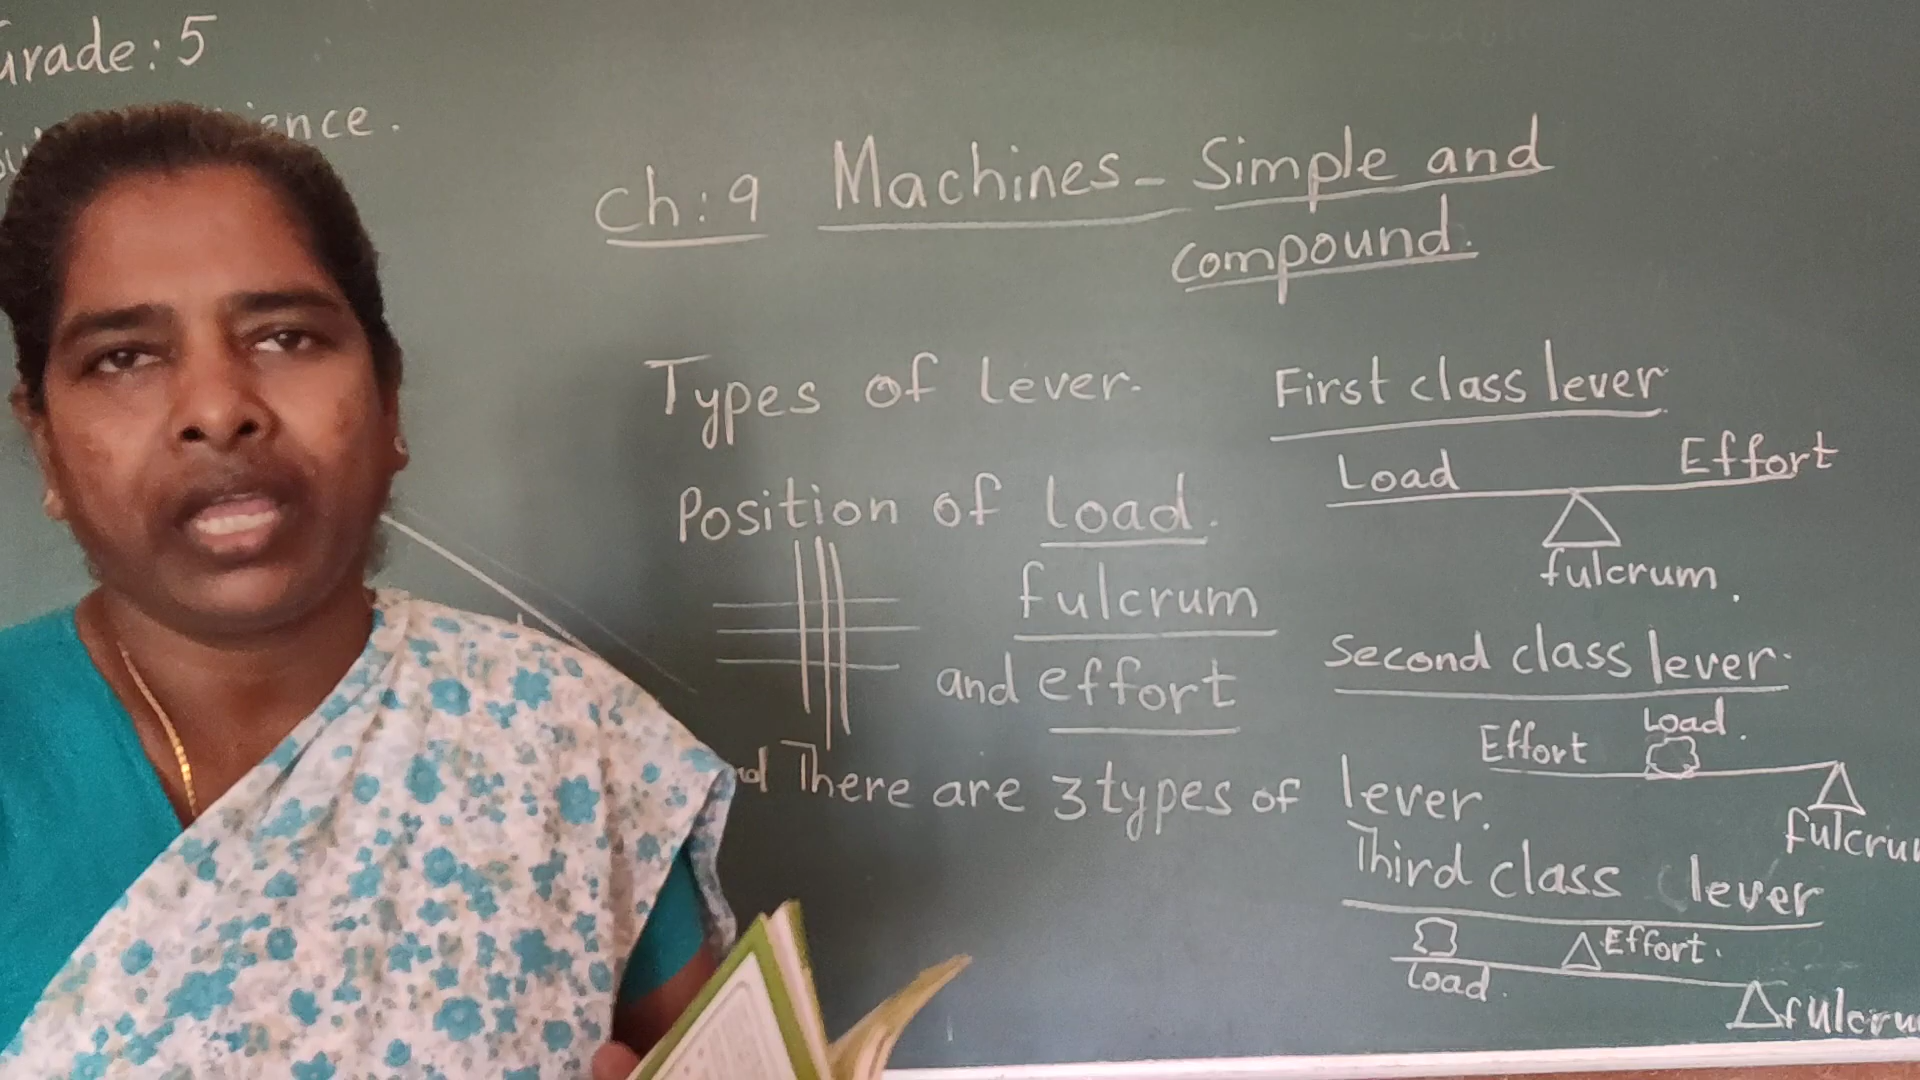 Grade: 5
Ch: 9 Machines - Simple and
compound.
Types of lever.
Position of load.
fulcrum
and effort
There are 3 types of lever.
First class lever
Load Effort
fulcrum.
Second class lever.
Effort Load.
Third class lever
Effort.
Load.